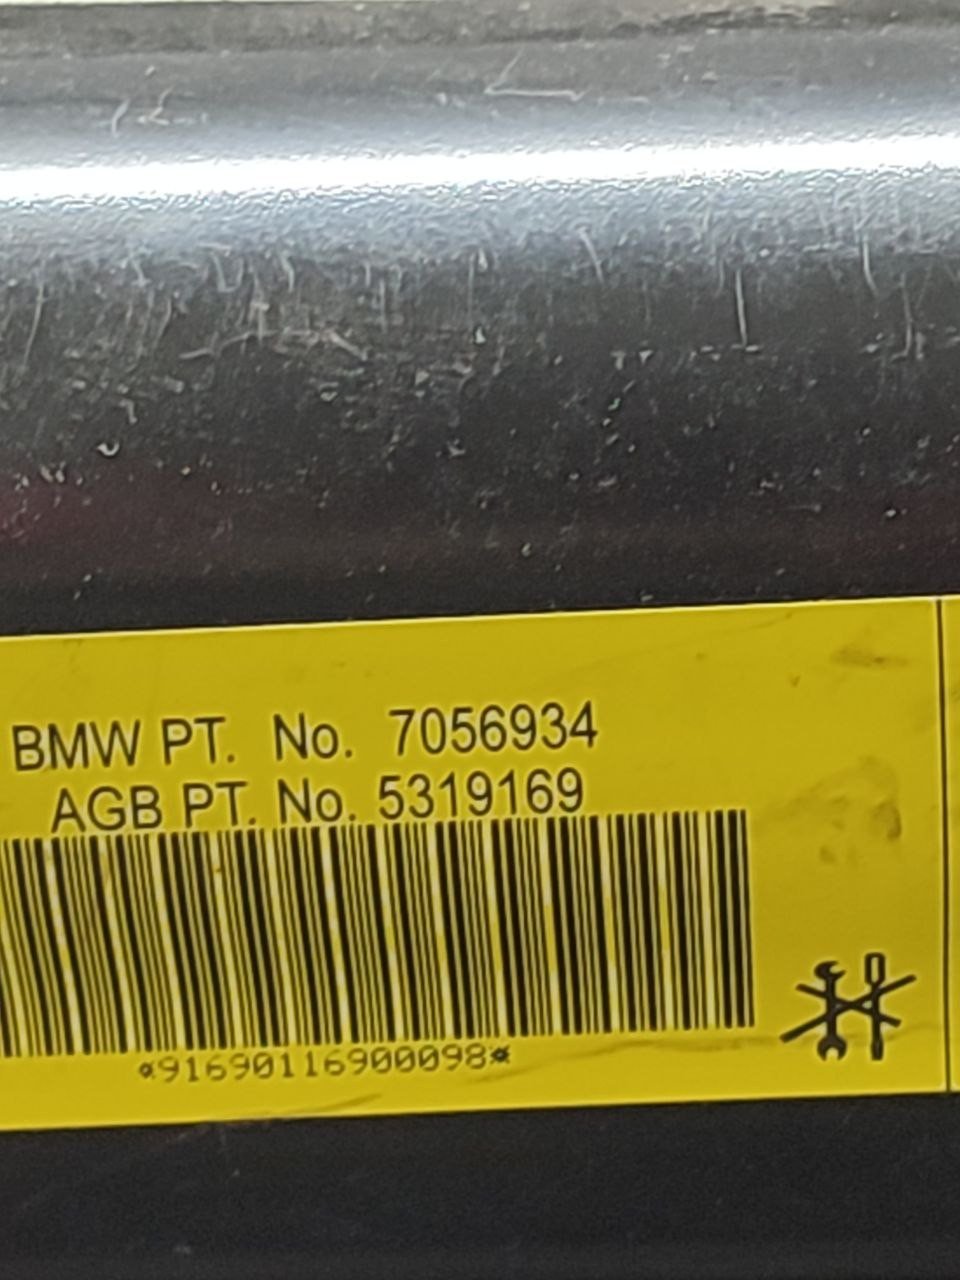 BMW PT. No. 7056934
AGB PT. No. 5319169
*91690116900098*